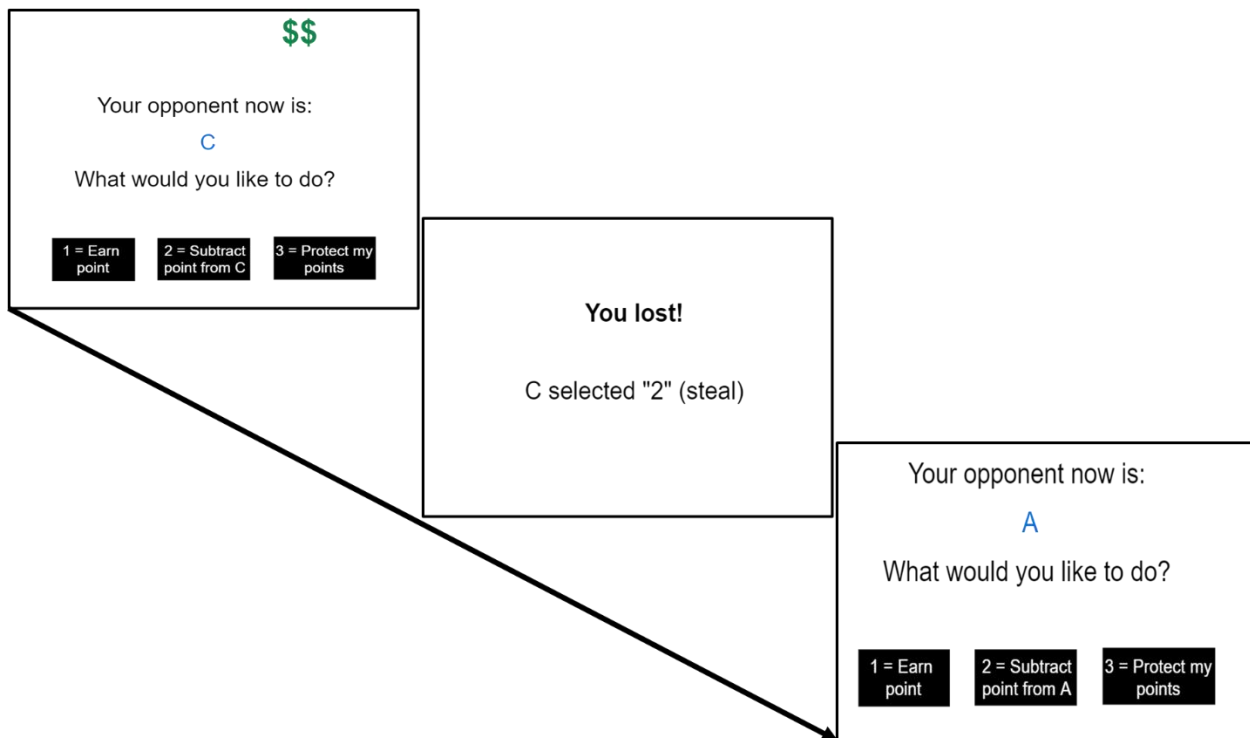 $$
Your opponent now is:
C
What would you like to do?
1 = Earn
point
2 = Subtract
point from C
3 = Protect my
points
You lost!
C selected "2" (steal)
Your opponent now is:
A
What would you like to do?
1 = Earn
point
2 = Subtract
point from A
3 = Protect my
points